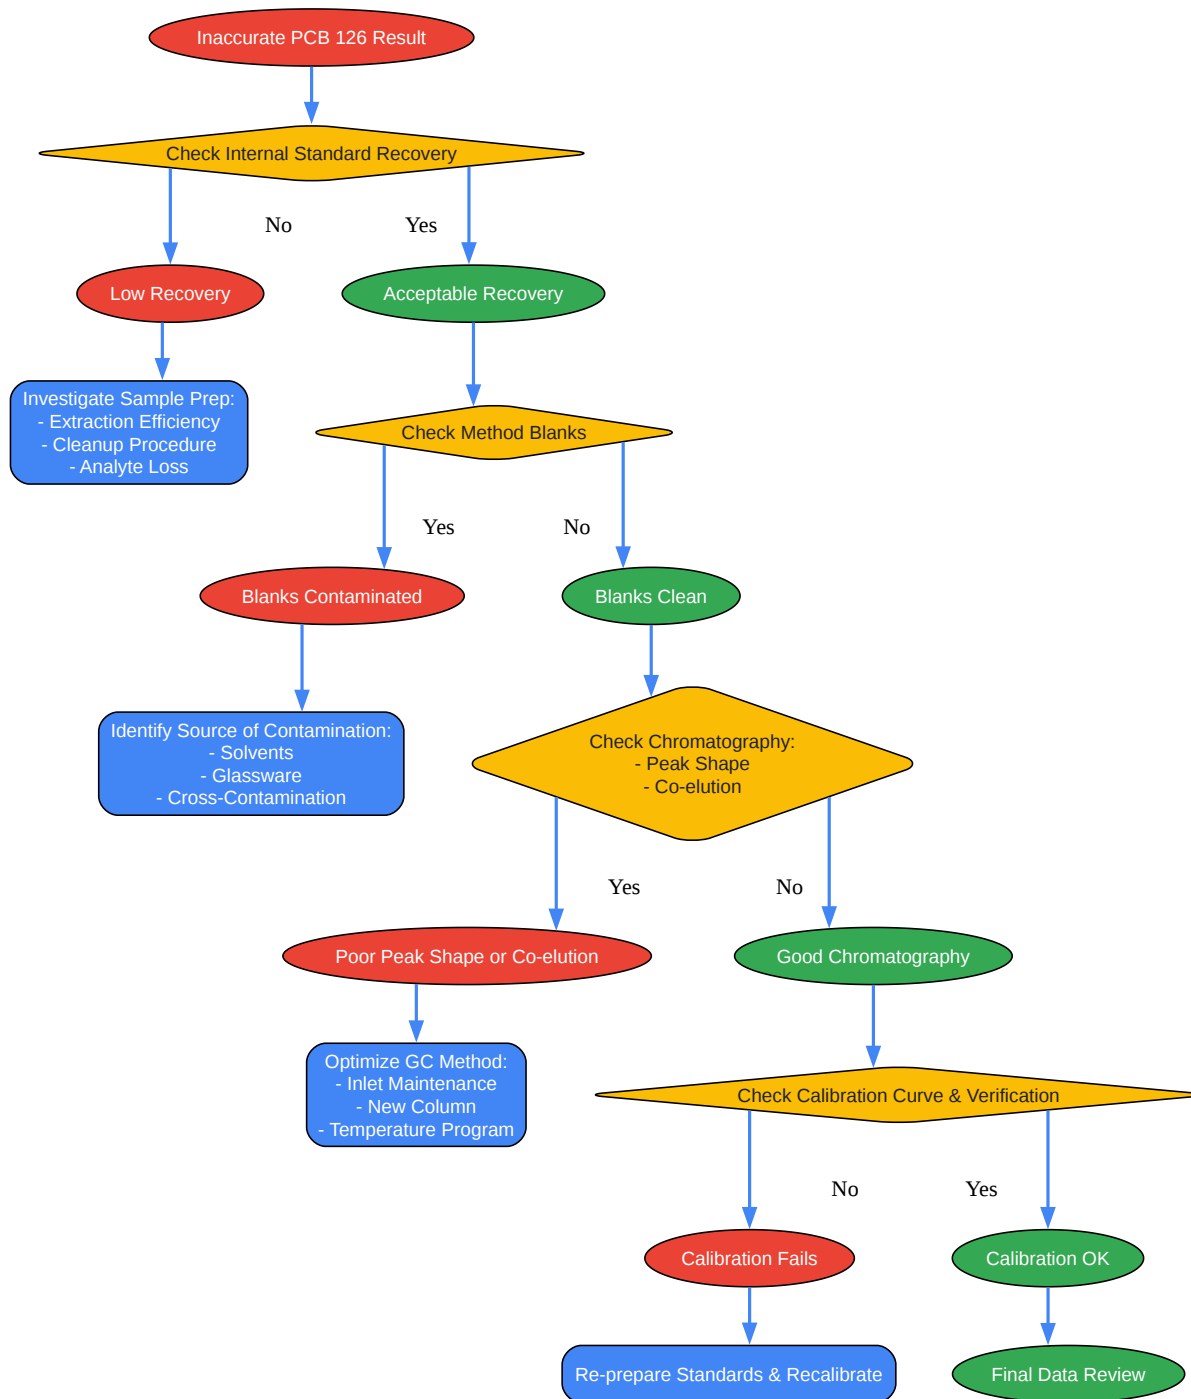 Inaccurate PCB 126 Result
Check Internal Standard Recovery
No
Yes
Low Recovery
Acceptable Recovery
Investigate Sample Prep:
- Extraction Efficiency
- Cleanup Procedure
- Analyte Loss
Check Method Blanks
Yes
No
Blanks Contaminated
Blanks Clean
Identify Source of Contamination:
- Solvents
- Glassware
- Cross-Contamination
Check Chromatography:
- Peak Shape
- Co-elution
Yes
No
Poor Peak Shape or Co-elution
Good Chromatography
Optimize GC Method:
- Inlet Maintenance
- New Column
- Temperature Program
Check Calibration Curve & Verification
No
Yes
Calibration Fails
Calibration OK
Re-prepare Standards & Recalibrate
Final Data Review